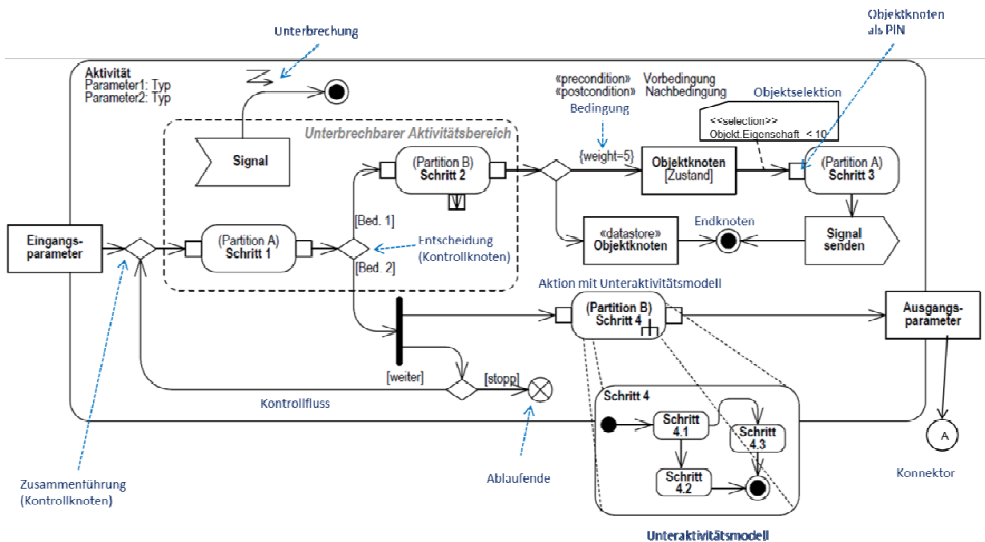 Objektknoten
als PIN
Unterbrechung
Aktivität
Parameter1: Typ
Parameter2: Typ
«precondition» Vorbedingung
«postcondition» Nachbedingung
Bedingung
Objektselektion
<<selection>>
Objekt.Eigenschaft < 10
Unterbrechbarer Aktivitätsbereich
Signal
(Partition B)
Schritt 2
{weight=5}
Objektknoten
[Zustand]
(Partition A)
Schritt 3
[Bed. 1]
Eingangs-
parameter
(Partition A)
Schritt 1
Entscheidung
(Kontrollknoten)
«datastore»
Objektknoten
Endknoten
Signal
senden
[Bed. 2]
Aktion mit Unteraktivitätsmodell
(Partition B)
Schritt 4
Ausgangs-
parameter
[weiter]
[stopp]
Kontrollfluss
Schritt 4
Schritt
4.1
Schritt
4.3
Schritt
4.2
A
Konnektor
Ablaufende
Zusammenführung
(Kontrollknoten)
Unteraktivitätsmodell